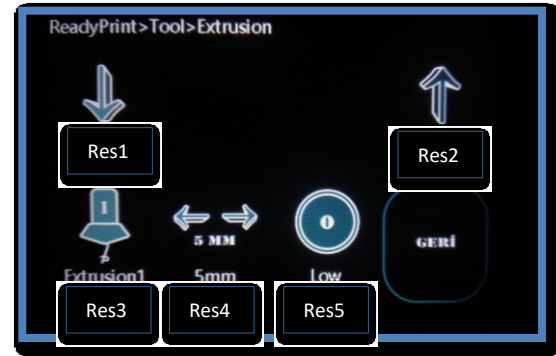 ReadyPrint>Tool>Extrusion
Res1
Res2
1
5 MM
0
GERİ
Extrusion1
5mm
Low
Res3
Res4
Res5